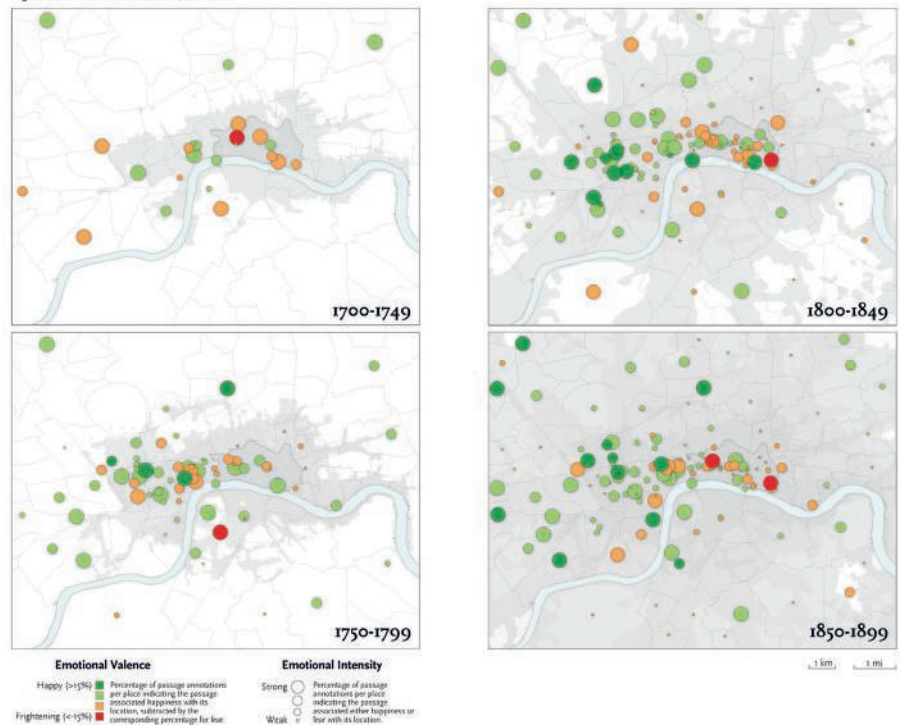 1700-1749
1800-1849
1750-1799
1850-1899
1 km
1 mi
Emotional Valence
Happy (>15%)
Frightening (<-15%)
Percentage of passage annotations
per place indicating the passage
associated happiness with its
location, subtracted by the
corresponding percentage for fear.
Emotional Intensity
Strong
Weak
Percentage of passage
annotations per place
indicating the passage
associated either happiness or
fear with its location.